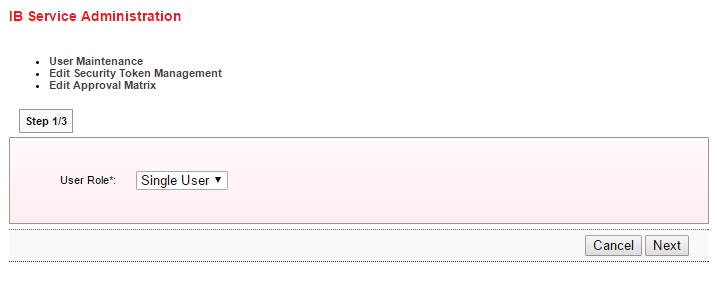 IB Service Administration
User Maintenance
Edit Security Token Management
Edit Approval Matrix
Step 1/3
User Role*: Single User
Cancel Next